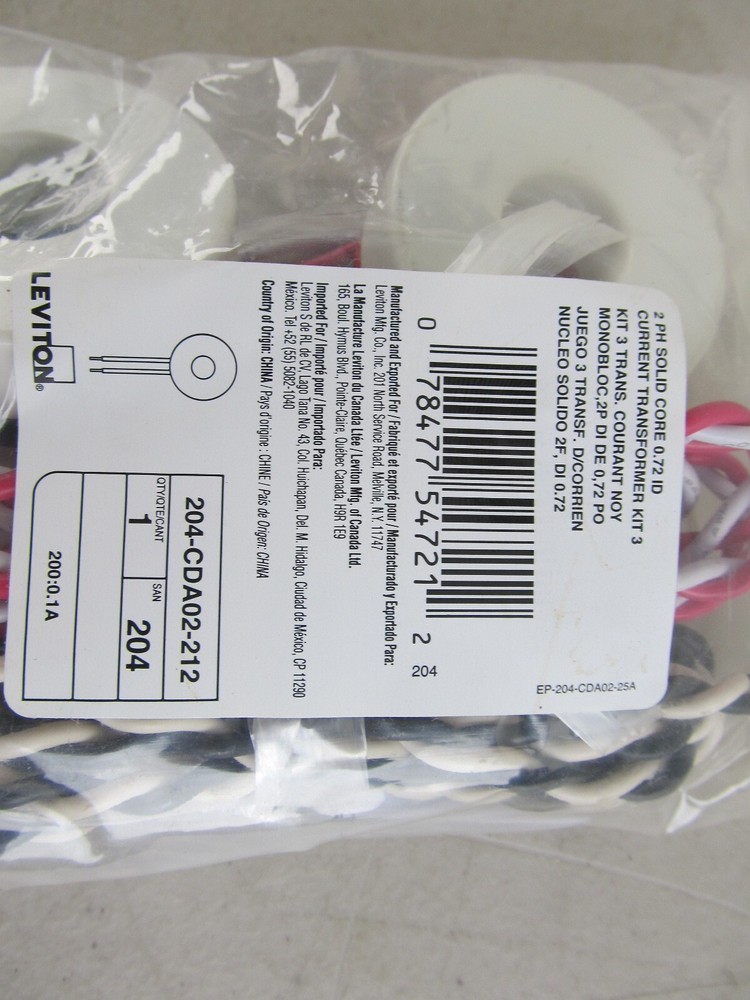 2 PH SOLID CORE 0.72 ID
CURRENT TRANSFORMER KIT 3
KIT 3 TRANS. COURANT NOY
MONOBLOC,2P DI DE 0,72 PO
JUEGO 3 TRANSF. D/CORRIEN
NUCLEO SOLIDO 2F, DI 0.72
EP-204-CDA02-25A
0 78477 54721 2
204
Manufactured and Exported For / Fabriqué et exporté pour / Manufacturado y Exportado Para:
Leviton Mfg. Co., Inc. 201 North Service Road, Melville, N.Y. 11747
La Manufacture Leviton du Canada Ltée / Leviton Mfg. of Canada Ltd.
165, Boul. Hymus Blvd., Pointe-Claire, Québec Canada, H9R 1E9
Imported For / Importé pour / Importado Para:
Leviton S de RL de CV, Lago Tana No. 43, Col. Huichapan, Del. M. Hidalgo, Ciudad de México, CP 11290
México. Tel +52 (55) 5082-1040
Country of Origin: CHINA / Pays d'origine : CHINE / País de Origen: CHINA
LEVITON®
204-CDA02-212
QTY/QTE/CANT
1
SAN
204
200:0.1A